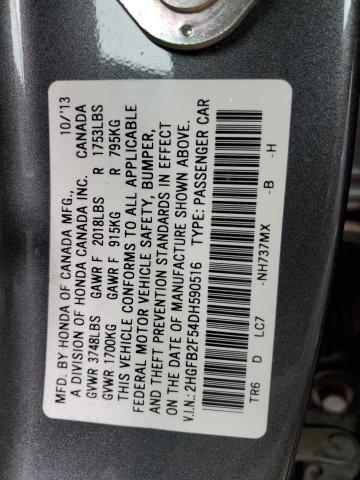 MFD. BY HONDA OF CANADA MFG., 10/'13
A DIVISION OF HONDA CANADA INC. CANADA
GVWR 3748LBS GAWR F 2018LBS R 1753LBS
GVWR 1700KG GAWR F 915KG R 795KG
THIS VEHICLE CONFORMS TO ALL APPLICABLE
FEDERAL MOTOR VEHICLE SAFETY, BUMPER,
AND THEFT PREVENTION STANDARDS IN EFFECT
ON THE DATE OF MANUFACTURE SHOWN ABOVE.
V.I.N.: 2HGFB2F54DH590516 TYPE: PASSENGER CAR
TR6 D LC7 -NH737MX -B -H